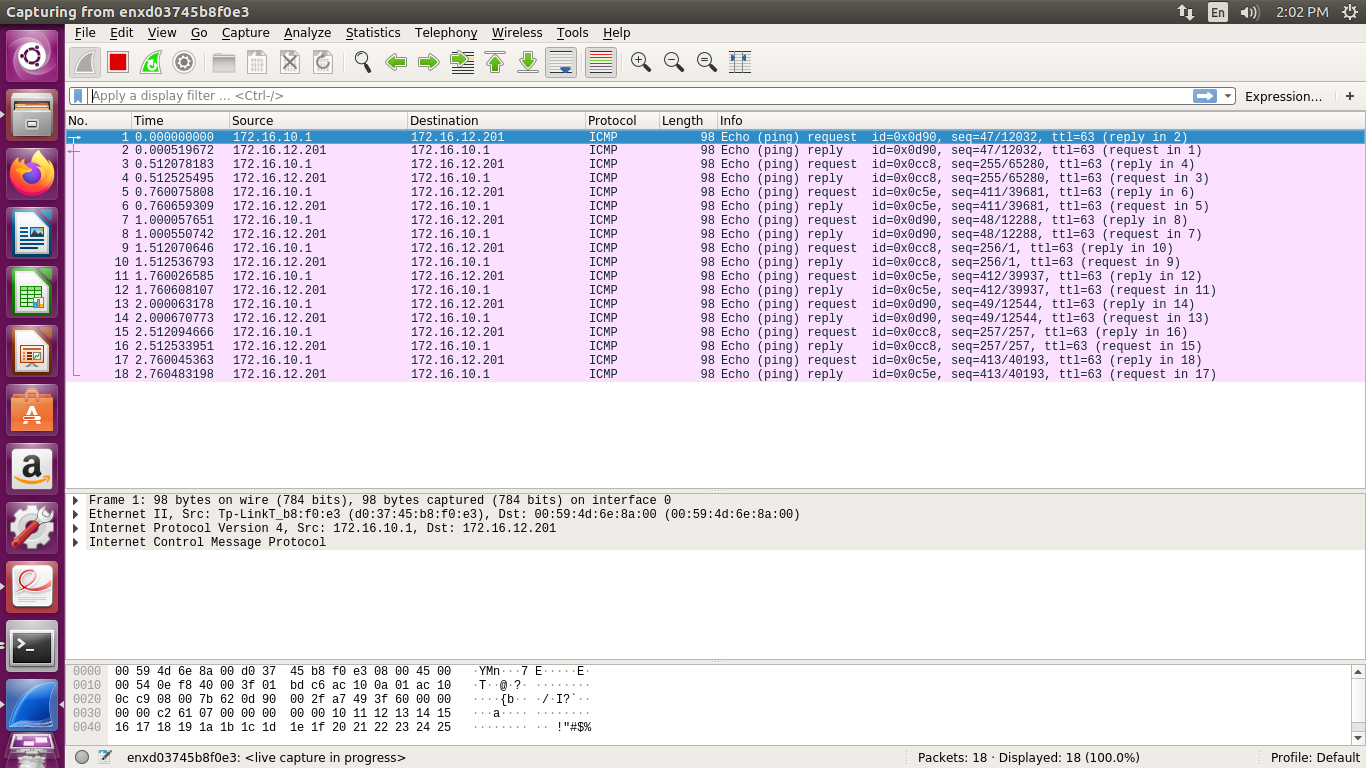 Capturing from enxd03745b8f0e3
En
2:02 PM
File Edit View Go Capture Analyze Statistics Telephony Wireless Tools Help
Apply a display filter ... <Ctrl-/>
Expression...
+
No. Time Source Destination Protocol Length Info
1 0.000000000 172.16.10.1 172.16.12.201 ICMP 98 Echo (ping) request id=0x0d90, seq=47/12032, ttl=63 (reply in 2)
2 0.000519672 172.16.12.201 172.16.10.1 ICMP 98 Echo (ping) reply id=0x0d90, seq=47/12032, ttl=63 (request in 1)
3 0.512078183 172.16.10.1 172.16.12.201 ICMP 98 Echo (ping) request id=0x0cc8, seq=255/65280, ttl=63 (reply in 4)
4 0.512525495 172.16.12.201 172.16.10.1 ICMP 98 Echo (ping) reply id=0x0cc8, seq=255/65280, ttl=63 (request in 3)
5 0.760075808 172.16.10.1 172.16.12.201 ICMP 98 Echo (ping) request id=0x0c5e, seq=411/39681, ttl=63 (reply in 6)
6 0.760659309 172.16.12.201 172.16.10.1 ICMP 98 Echo (ping) reply id=0x0c5e, seq=411/39681, ttl=63 (request in 5)
7 1.000057651 172.16.10.1 172.16.12.201 ICMP 98 Echo (ping) request id=0x0d90, seq=48/12288, ttl=63 (reply in 8)
8 1.000550742 172.16.12.201 172.16.10.1 ICMP 98 Echo (ping) reply id=0x0d90, seq=48/12288, ttl=63 (request in 7)
9 1.512070646 172.16.10.1 172.16.12.201 ICMP 98 Echo (ping) request id=0x0cc8, seq=256/1, ttl=63 (reply in 10)
10 1.512536793 172.16.12.201 172.16.10.1 ICMP 98 Echo (ping) reply id=0x0cc8, seq=256/1, ttl=63 (request in 9)
11 1.760026585 172.16.10.1 172.16.12.201 ICMP 98 Echo (ping) request id=0x0c5e, seq=412/39937, ttl=63 (reply in 12)
12 1.760608107 172.16.12.201 172.16.10.1 ICMP 98 Echo (ping) reply id=0x0c5e, seq=412/39937, ttl=63 (request in 11)
13 2.000063178 172.16.10.1 172.16.12.201 ICMP 98 Echo (ping) request id=0x0d90, seq=49/12544, ttl=63 (reply in 14)
14 2.000670773 172.16.12.201 172.16.10.1 ICMP 98 Echo (ping) reply id=0x0d90, seq=49/12544, ttl=63 (request in 13)
15 2.512094666 172.16.10.1 172.16.12.201 ICMP 98 Echo (ping) request id=0x0cc8, seq=257/257, ttl=63 (reply in 16)
16 2.512533951 172.16.12.201 172.16.10.1 ICMP 98 Echo (ping) reply id=0x0cc8, seq=257/257, ttl=63 (request in 15)
17 2.760045363 172.16.10.1 172.16.12.201 ICMP 98 Echo (ping) request id=0x0c5e, seq=413/40193, ttl=63 (reply in 18)
18 2.760483198 172.16.12.201 172.16.10.1 ICMP 98 Echo (ping) reply id=0x0c5e, seq=413/40193, ttl=63 (request in 17)
Frame 1: 98 bytes on wire (784 bits), 98 bytes captured (784 bits) on interface 0
Ethernet II, Src: Tp-LinkT_b8:f0:e3 (d0:37:45:b8:f0:e3), Dst: 00:59:4d:6e:8a:00 (00:59:4d:6e:8a:00)
Internet Protocol Version 4, Src: 172.16.10.1, Dst: 172.16.12.201
Internet Control Message Protocol
0000 00 59 4d 6e 8a 00 d0 37 45 b8 f0 e3 08 00 45 00 ·YMn···7 E·····E·
0010 00 54 0e f8 40 00 3f 01 bd c6 ac 10 0a 01 ac 10 ·T··@·?· ········
0020 0c c9 08 00 7b 62 0d 90 00 2f a7 49 3f 60 00 00 ····{b·· ·/·I?`··
0030 00 00 c2 61 07 00 00 00 00 00 10 11 12 13 14 15 ···a···· ········
0040 16 17 18 19 1a 1b 1c 1d 1e 1f 20 21 22 23 24 25 ········ ·· !"#$%
enxd03745b8f0e3: <live capture in progress>
Packets: 18 · Displayed: 18 (100.0%)
Profile: Default